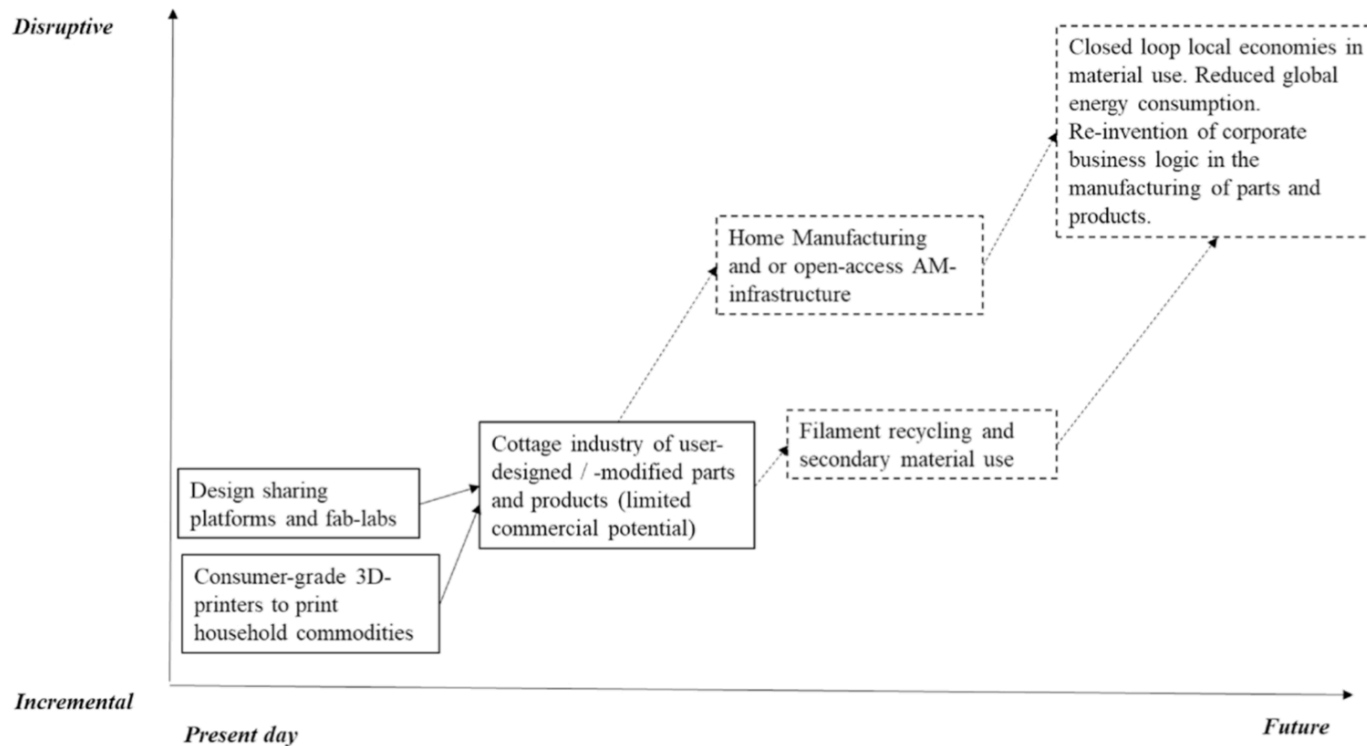 Disruptive
Closed loop local economies in
material use. Reduced global
energy consumption.
Re-invention of corporate
business logic in the
manufacturing of parts and
products.
Home Manufacturing
and or open-access AM-
infrastructure
Cottage industry of user-
designed / -modified parts
and products (limited
commercial potential)
Filament recycling and
secondary material use
Design sharing
platforms and fab-labs
Consumer-grade 3D-
printers to print
household commodities
Incremental
Present day
Future